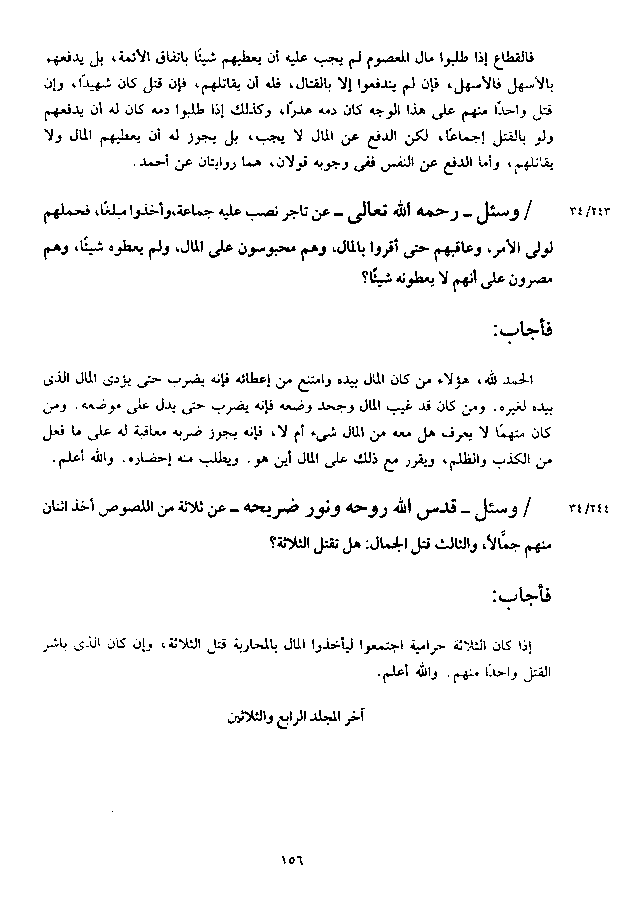 فالقطاع إذا طلبوا مال المعصوم لم يجب عليه أن يعطيهم شيئًا باتفاق الأئمة، بل يدفعهم
بالأسهل فالأسهل، فإن لم يندفعوا إلا بالقتال، فله أن يقاتلهم، فإن قتل كان شهيدًا، وإن
قتل واحدًا منهم على هذا الوجه كان دمه هدرًا، وكذلك إذا طلبوا دمه كان له أن يدفعهم
ولو بالقتل إجماعًا، لكن الدفع عن المال لا يجب، بل يجوز له أن يعطيهم المال ولا
يقاتلهم، وأما الدفع عن النفس ففى وجوبه قولان، هما روايتان عن أحمد.
٣٤/٢٤٣ / وسئل ـ رحمه الله تعالى ـ عن تاجر نصب عليه جماعة، وأخذوا مبلغًا، فحملهم
لولى الأمر، وعاقبهم حتى أقروا بالمال، وهم محبوسون على المال، ولم يعطوه شيئًا، وهم
مصرون على أنهم لا يعطونه شيئًا؟
فأجاب:
الحمد لله، هؤلاء من كان المال بيده وامتنع من إعطائه فإنه يضرب حتى يؤدى المال الذى
بيده لغيره. ومن كان قد غيب المال وجحد وضعه فإنه يضرب حتى يدل على موضعه. ومن
كان متهمًا لا يعرف هل معه من المال شىء أم لا، فإنه يجوز ضربه معاقبة له على ما فعل
من الكذب والظلم، ويقرر مع ذلك على المال أين هو. ويطلب منه إحضاره. والله أعلم.
٣٤/٢٤٤ / وسئل ـ قدس الله روحه ونور ضريحه ـ عن ثلاثة من اللصوص أخذ اثنان
منهم جمَّالاً، والثالث قتل الجمال: هل تقتل الثلاثة؟
فأجاب:
إذا كان الثلاثة حرامية اجتمعوا ليأخذوا المال بالمحاربة قتل الثلاثة، وإن كان الذى باشر
القتل واحدًا منهم. والله أعلم.
آخر المجلد الرابع والثلاثين
١٥٦